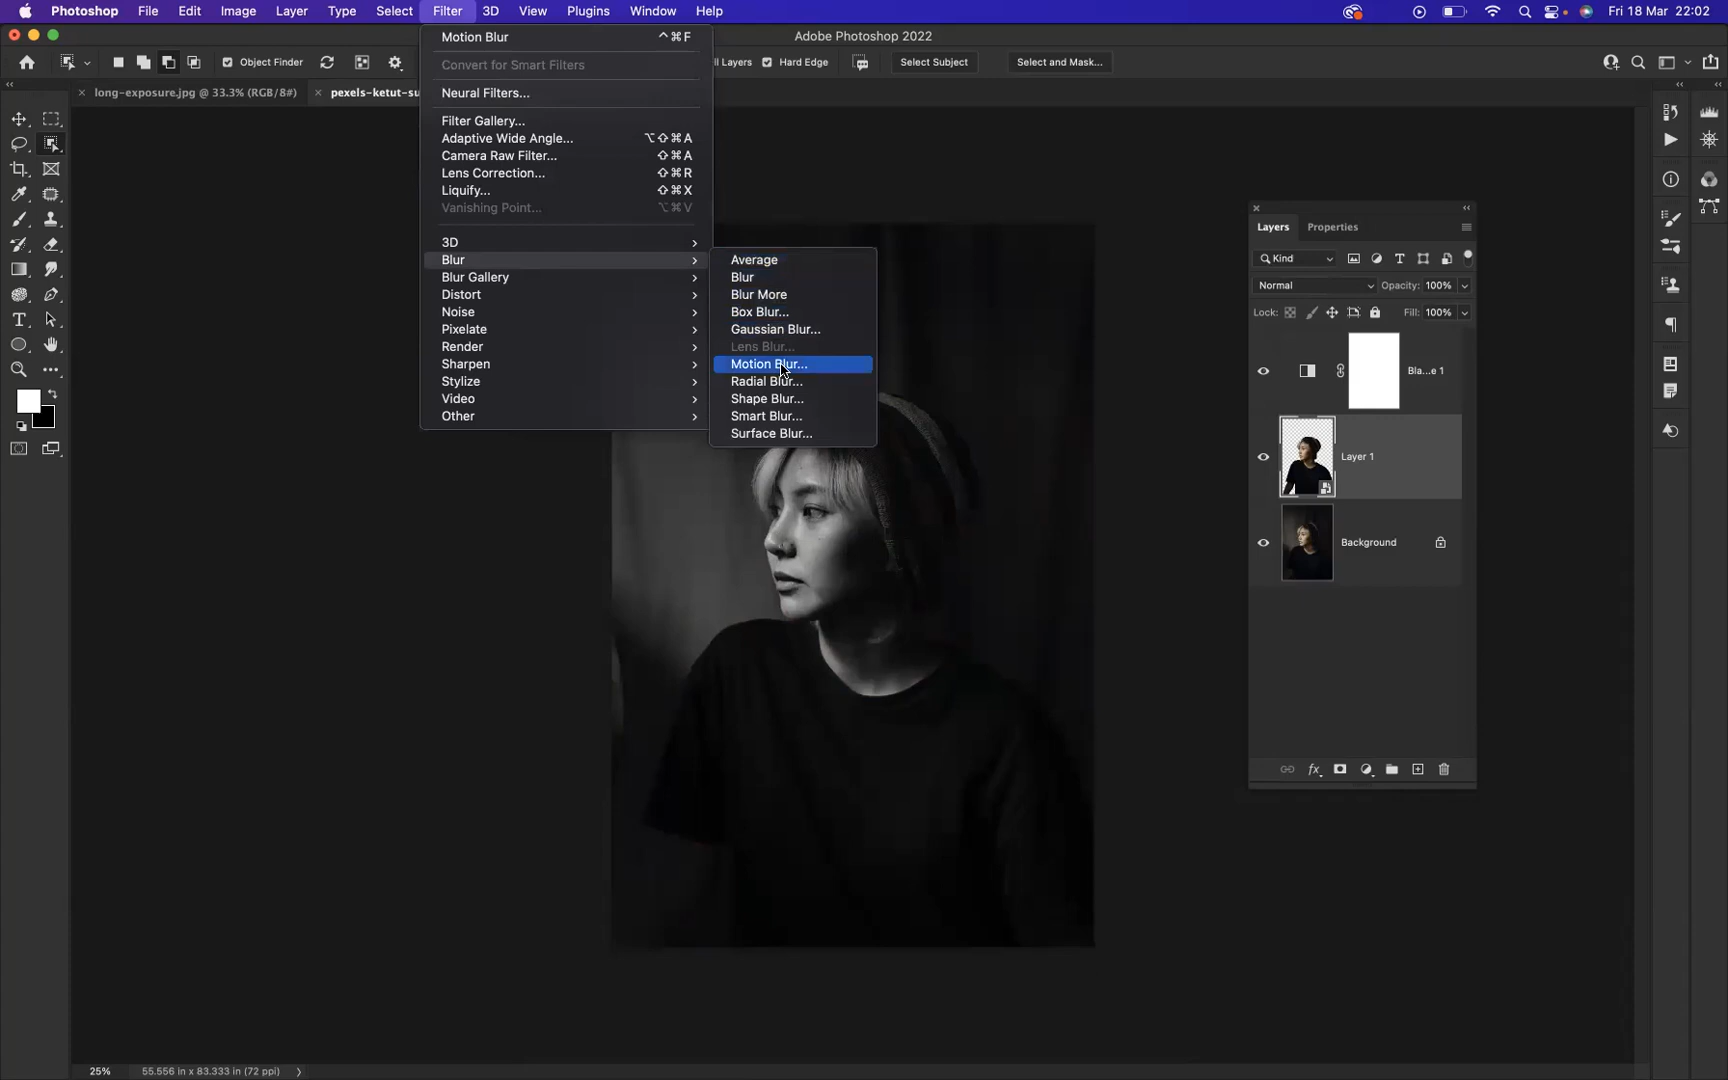 Photoshop File Edit Image Layer Type Select Filter 3D View Plugins Window Help Fri 18 Mar 22:02
Adobe Photoshop 2022
Object Finder
Layers Hard Edge Select Subject Select and Mask...
long-exposure.jpg @ 33.3% (RGB/8#)
pexels-ketut-su
Motion Blur ^⌘F
Convert for Smart Filters
Neural Filters...
Filter Gallery...
Adaptive Wide Angle... ⌥⇧⌘A
Camera Raw Filter... ⇧⌘A
Lens Correction... ⇧⌘R
Liquify... ⇧⌘X
Vanishing Point... ⌥⌘V
3D
Blur
Blur Gallery
Distort
Noise
Pixelate
Render
Sharpen
Stylize
Video
Other
Average
Blur
Blur More
Box Blur...
Gaussian Blur...
Lens Blur...
Motion Blur...
Radial Blur...
Shape Blur...
Smart Blur...
Surface Blur...
Layers Properties
Kind
Normal Opacity: 100%
Lock: Fill: 100%
Bla...e 1
Layer 1
Background
fx
25% 55.556 in x 83.333 in (72 ppi)